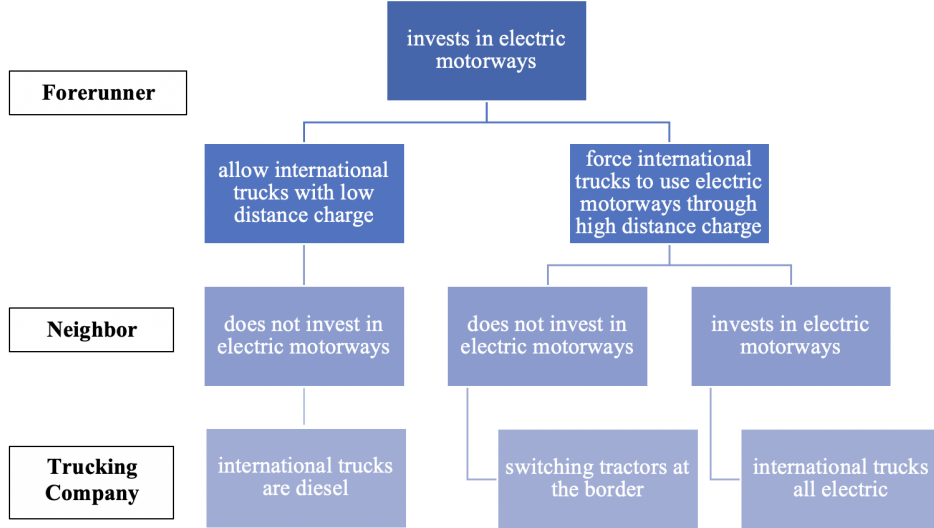 invests in electric
motorways
Forerunner
allow international
trucks with low
distance charge
force international
trucks to use electric
motorways through
high distance charge
Neighbor
does not invest in
electric motorways
does not invest in
electric motorways
invests in electric
motorways
Trucking
Company
international trucks
are diesel
switching tractors at
the border
international trucks
all electric